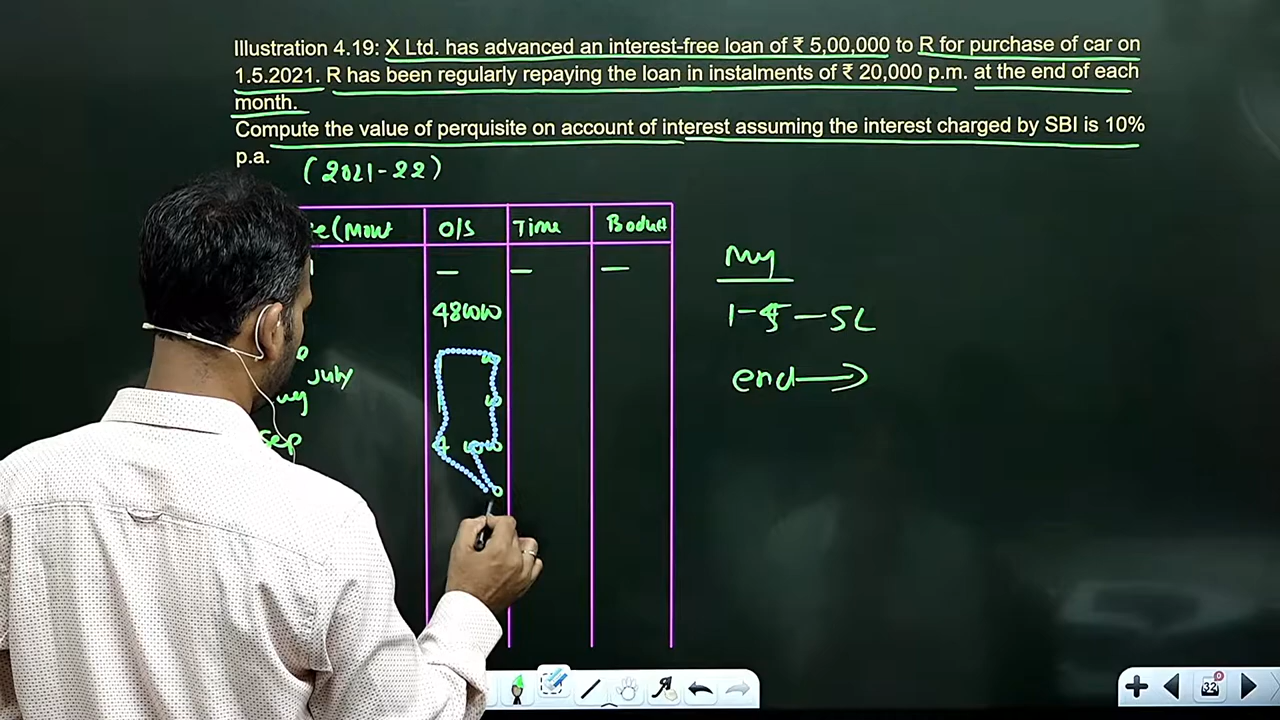 Illustration 4.19: X Ltd. has advanced an interest-free loan of ₹ 5,00,000 to R for purchase of car on
1.5.2021. R has been regularly repaying the loan in instalments of ₹ 20,000 p.m. at the end of each
month.
Compute the value of perquisite on account of interest assuming the interest charged by SBI is 10%
p.a.
(2021-22)
O/S Time
480000
July
Sep
1-5-5L
end
32